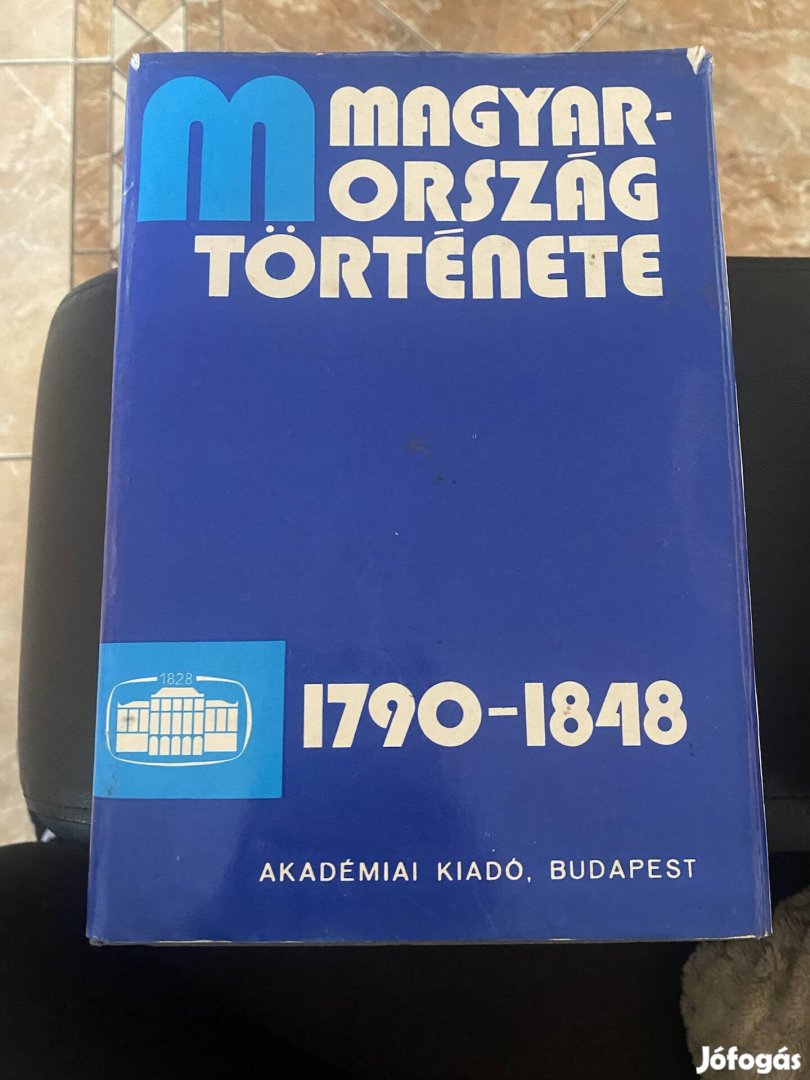 MAGYAR-
ORSZÁG
TÖRTÉNETE
1828
1790-1848
AKADÉMIAI KIADÓ, BUDAPEST
Jófogás